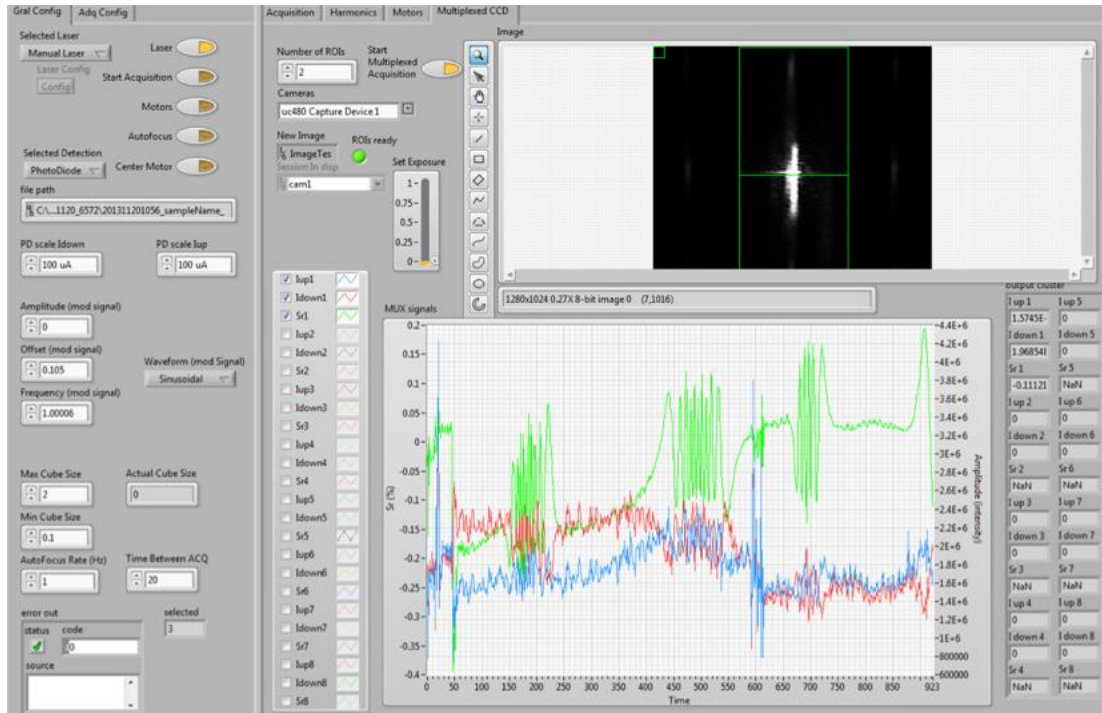 Gral Config
Adq Config
Selected Laser
Manual Laser
Laser
Laser Config
Config
Start Acquisition
Motors
Autofocus
Selected Detection
PhotoDiode
Center Motor
file path
C:\...1120_6572\201311201056_sampleName_
PD scale Idown
PD scale Iup
100 uA
100 uA
Amplitude (mod signal)
0
Offset (mod signal)
0.105
Waveform (mod Signal)
Sinusoidal
Frequency (mod signal)
1.00006
Max Cube Size
Actual Cube Size
2
0
Min Cube Size
0.1
AutoFocus Rate (Hz)
Time Between ACQ
1
20
error out
selected
status
code
3
0
source
Acquisition
Harmonics
Motors
Multiplexed CCD
Number of ROIs
2
Start
Multiplexed
Acquisition
Cameras
uc480 Capture Device 1
New Image
ROIs ready
ImageTes
Session In disp
cam1
Set Exposure
1-
0.75-
0.5-
0.25-
0-
Image
1280x1024 0.27X 8-bit image 0 (7,1016)
Iup1
Idown1
Sr1
Iup2
Idown2
Sr2
Iup3
Idown3
Sr3
Iup4
Idown4
Sr4
Iup5
Idown5
Sr5
Iup6
Idown6
Sr6
Iup7
Idown7
Sr7
Iup8
Idown8
Sr8
MUX signals
Sr (%)
0.2-
0.15-
0.1-
0.05-
0-
-0.05-
-0.1-
-0.15-
-0.2-
-0.25-
-0.3-
-0.35-
-0.4-
0 50 100 150 200 250 300 350 400 450 500 550 600 650 700 750 800 850 923
Time
-4.4E+6
-4.2E+6
-4E+6
-3.8E+6
-3.6E+6
-3.4E+6
-3.2E+6
-3E+6
-2.8E+6
-2.6E+6
-2.4E+6
-2.2E+6
-2E+6
-1.8E+6
-1.6E+6
-1.4E+6
-1.2E+6
-1E+6
-800000
-600000
Amplitude (intensity)
output cluster
I up 1
I up 5
1.5745E-
0
I down 1
I down 5
1.96854I
0
Sr 1
Sr 5
-0.11121
NaN
I up 2
I up 6
0
0
I down 2
I down 6
0
0
Sr 2
Sr 6
NaN
NaN
I up 3
I up 7
0
0
I down 3
I down 7
0
0
Sr 3
Sr 7
NaN
NaN
I up 4
I up 8
0
0
I down 4
I down 8
0
0
Sr 4
Sr 8
NaN
NaN